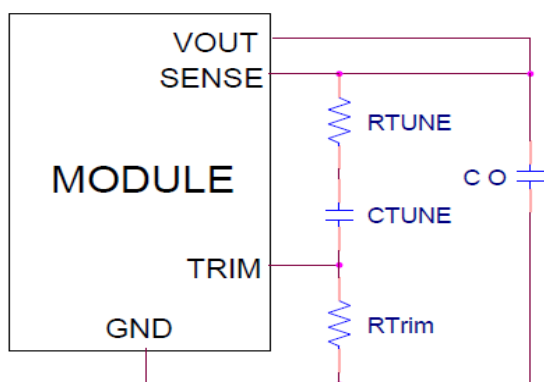 VOUT
SENSE
RTUNE
MODULE
C O
CTUNE
TRIM
GND
RTrim